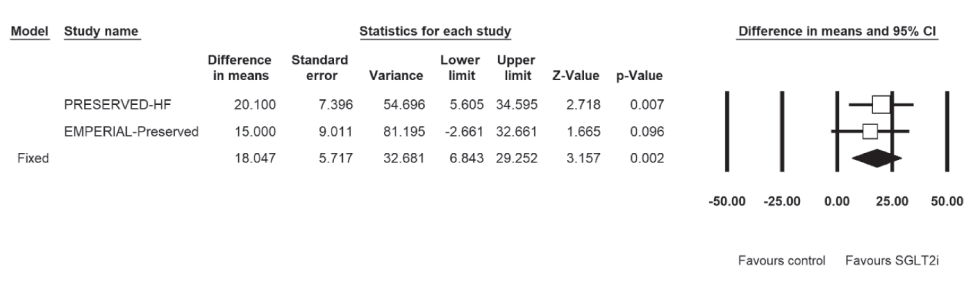 Model Study name Statistics for each study Difference in means and 95% CI
Difference Standard Lower Upper
in means error Variance limit limit Z-Value p-Value
PRESERVED-HF 20.100 7.396 54.696 5.605 34.595 2.718 0.007
EMPERIAL-Preserved 15.000 9.011 81.195 -2.661 32.661 1.665 0.096
Fixed 18.047 5.717 32.681 6.843 29.252 3.157 0.002
-50.00 -25.00 0.00 25.00 50.00
Favours control Favours SGLT2i